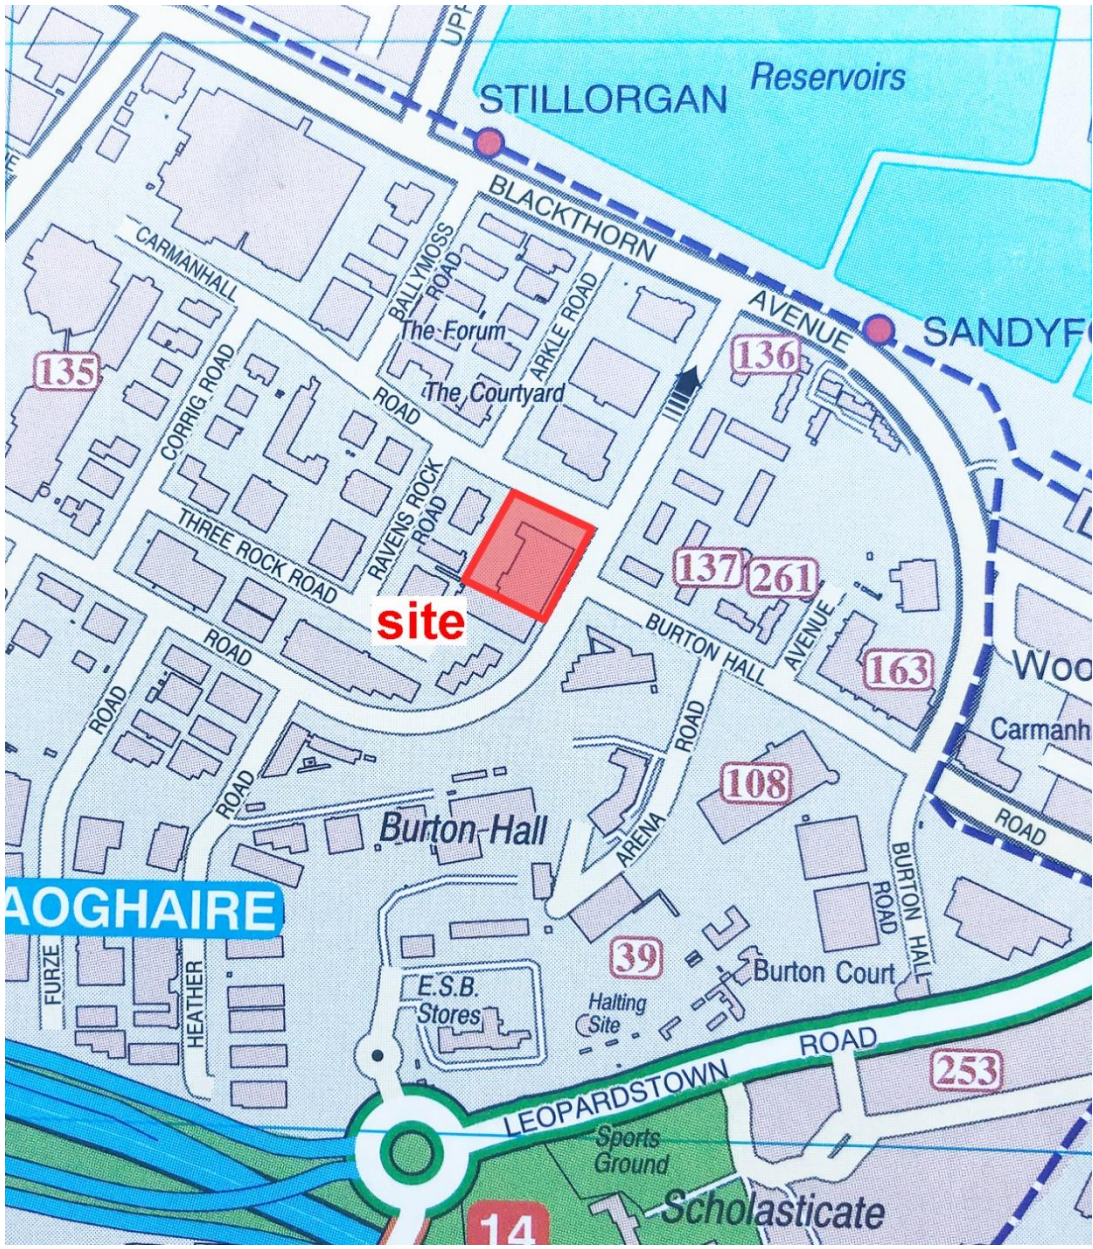 UPP
Reservoirs
STILLORGAN
BLACKTHORN
AVENUE
SANDYF
CARMANHALL
ROAD
BALLYMOSS
ROAD
The Forum
ARKLE ROAD
The Courtyard
135
136
CORRIG ROAD
RAVENS ROCK
ROAD
THREE ROCK ROAD
site
137
261
AVENUE
BURTON HALL
163
Woo
Carmanh
ROAD
ROAD
ROAD
ROAD
108
ROAD
ARENA
Burton Hall
BURTON HALL
ROAD
AOGHAIRE
FURZE
HEATHER
39
Burton Court
E.S.B.
Stores
Halting
Site
LEOPARDSTOWN
ROAD
253
Sports
Ground
Scholasticate
14